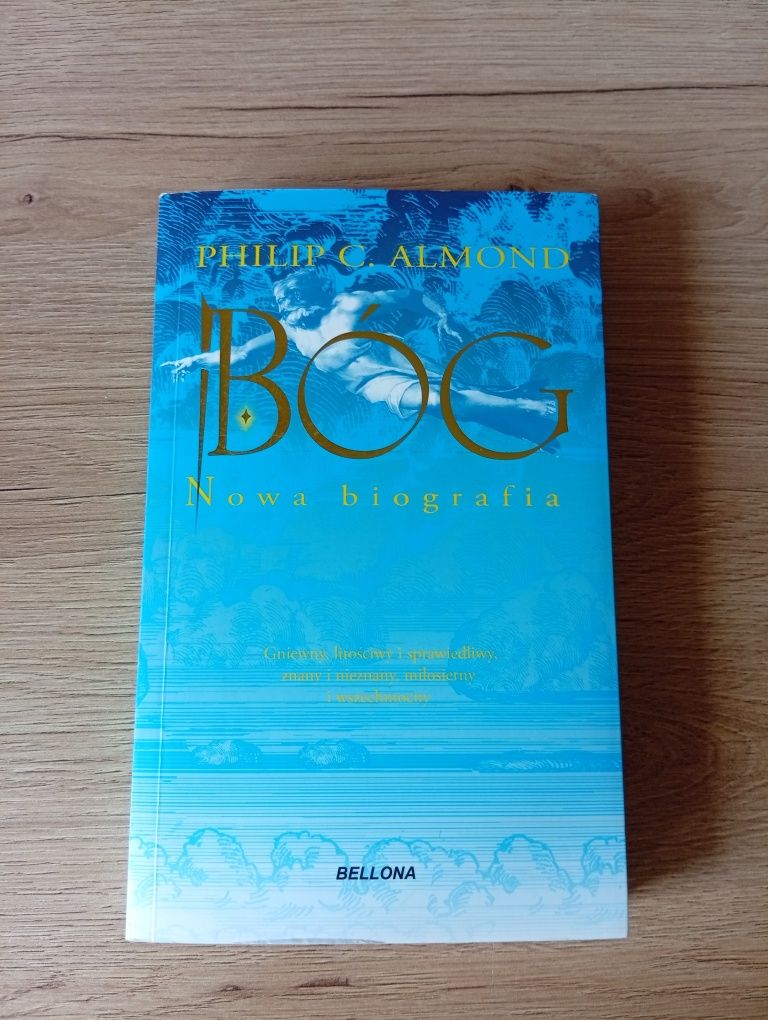 PHILIP C. ALMOND
BÓG
Nowa biografia
Gniewny, litościwy i sprawiedliwy,
znany i nieznany, miłosierny
i wszechmocny
BELLONA